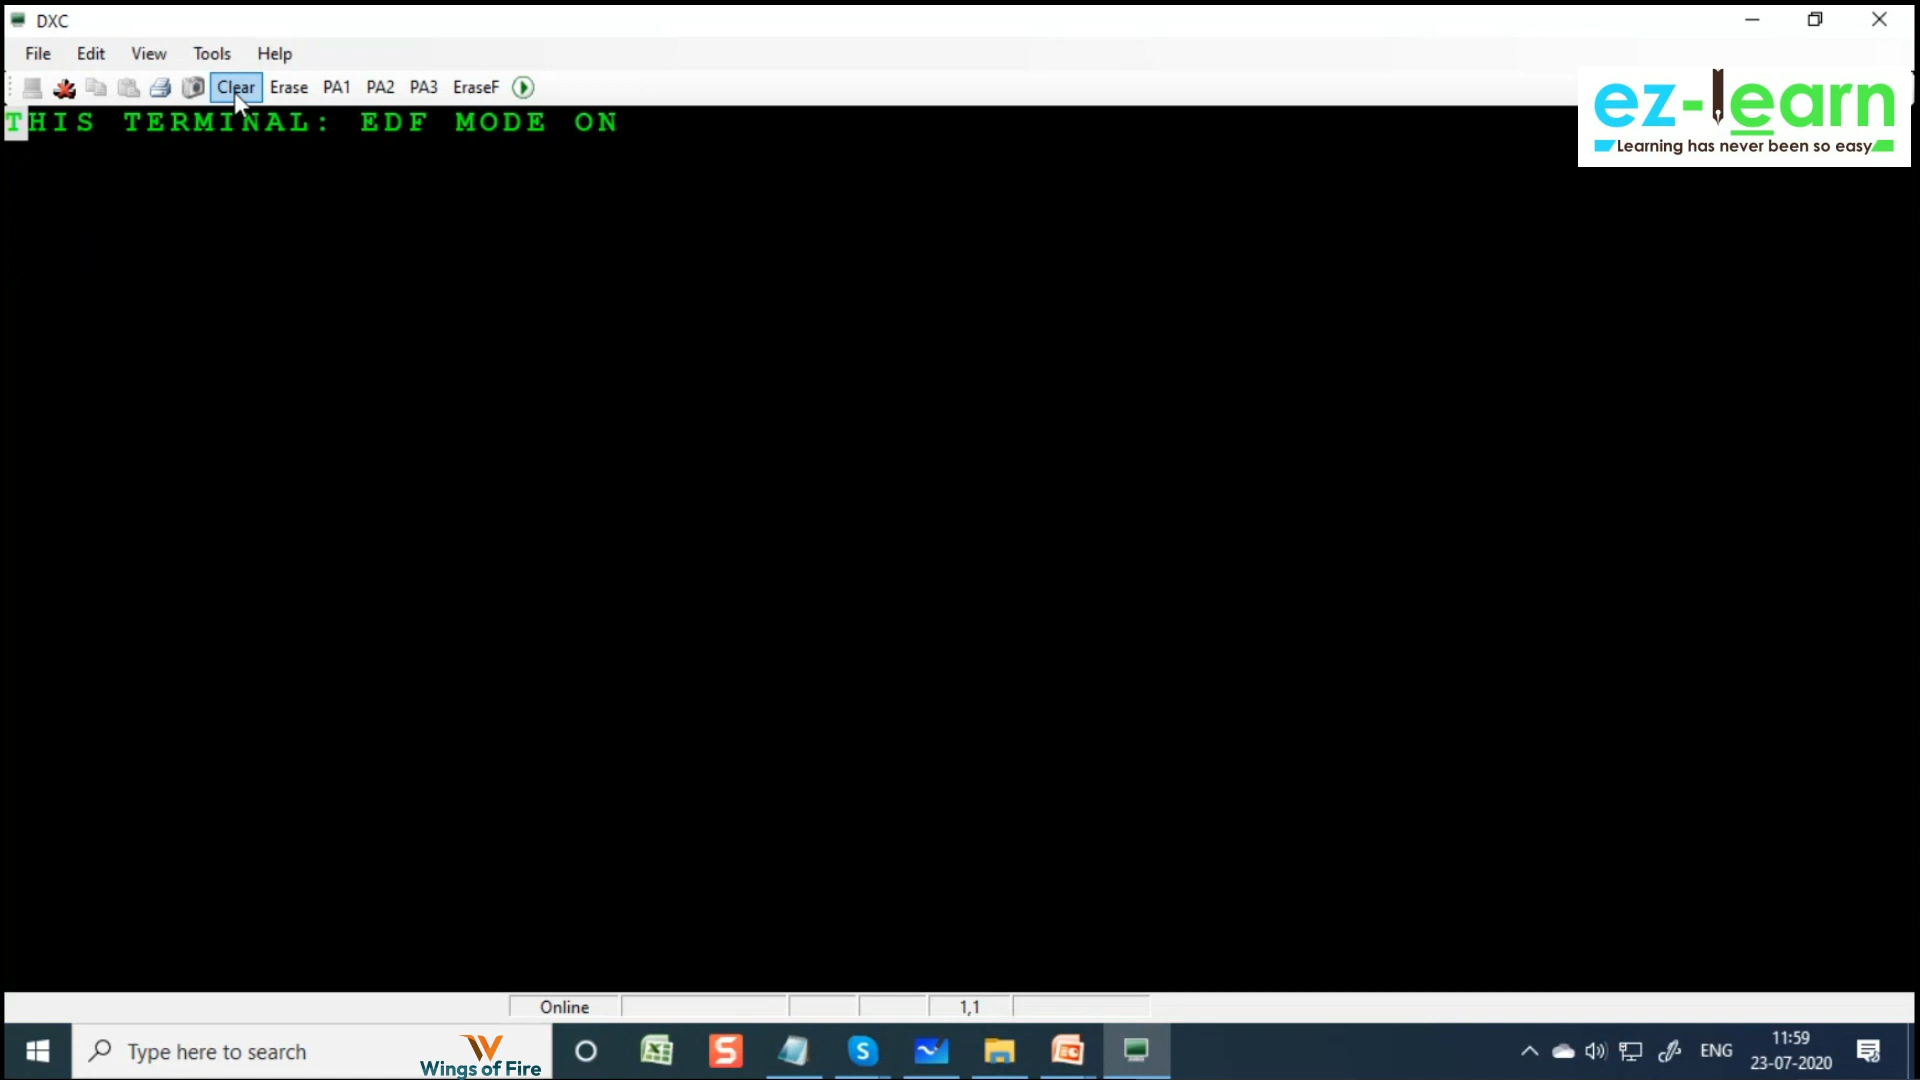 DXC
File Edit View Tools Help
Clear Erase PA1 PA2 PA3 EraseF
THIS TERMINAL: EDF MODE ON
ez-learn
Learning has never been so easy
Online 1,1
Type here to search
Wings of Fire
ENG
11:59
23-07-2020